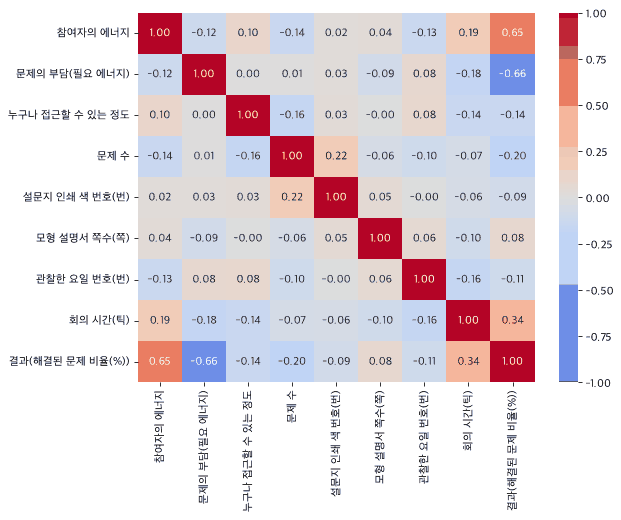 참여자의 에너지 1.00 -0.12 0.10 -0.14 0.02 0.04 -0.13 0.19 0.65
문제의 부담(필요 에너지) -0.12 1.00 0.00 0.01 0.03 -0.09 0.08 -0.18 -0.66
누구나 접근할 수 있는 정도 0.10 0.00 1.00 -0.16 0.03 -0.00 0.08 -0.14 -0.14
문제 수 -0.14 0.01 -0.16 1.00 0.22 -0.06 -0.10 -0.07 -0.20
설문지 인쇄 색 번호(번) 0.02 0.03 0.03 0.22 1.00 0.05 -0.00 -0.06 -0.09
모형 설명서 쪽수(쪽) 0.04 -0.09 -0.00 -0.06 0.05 1.00 0.06 -0.10 0.08
관찰한 요일 번호(번) -0.13 0.08 0.08 -0.10 -0.00 0.06 1.00 -0.16 -0.11
회의 시간(틱) 0.19 -0.18 -0.14 -0.07 -0.06 -0.10 -0.16 1.00 0.34
결과(해결된 문제 비율(%)) 0.65 -0.66 -0.14 -0.20 -0.09 0.08 -0.11 0.34 1.00
참여자의 에너지
문제의 부담(필요 에너지)
누구나 접근할 수 있는 정도
문제 수
설문지 인쇄 색 번호(번)
모형 설명서 쪽수(쪽)
관찰한 요일 번호(번)
회의 시간(틱)
결과(해결된 문제 비율(%))
1.00
0.75
0.50
0.25
0.00
-0.25
-0.50
-0.75
-1.00